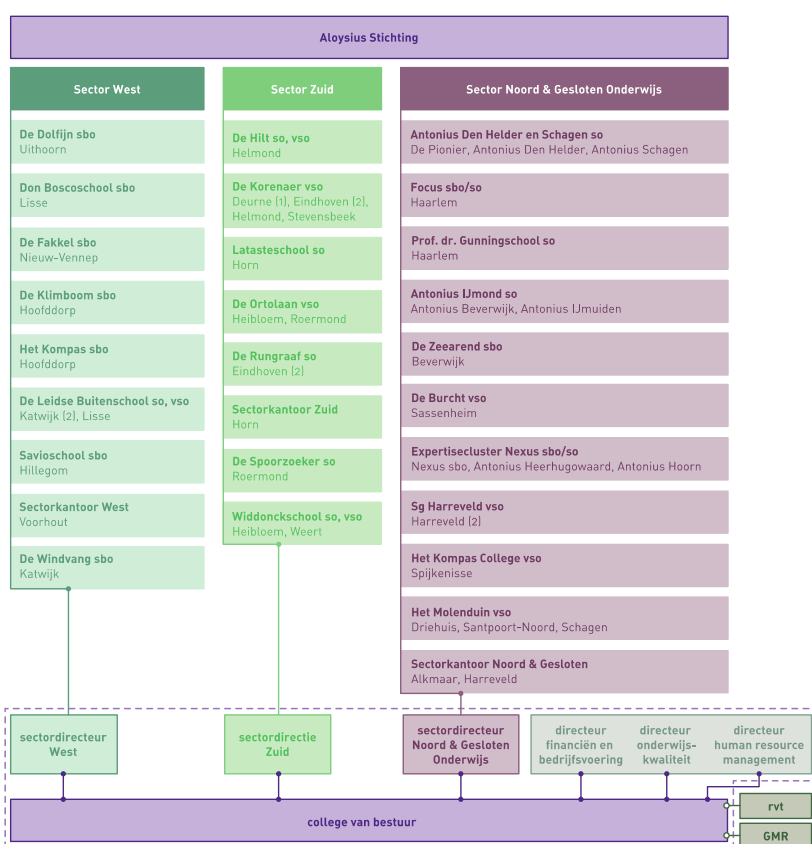 Aloysius Stichting
Sector West
De Dolfijn sbo
Uithoorn
Don Boscoschool sbo
Lisse
De Fakkel sbo
Nieuw-Vennep
De Klimboom sbo
Hoofddorp
Het Kompas sbo
Hoofddorp
De Leidse Buitenschool so, vso
Katwijk (2), Lisse
Savioschool sbo
Hillegom
Sectorkantoor West
Voorhout
De Windvang sbo
Katwijk
Sector Zuid
De Hilt so, vso
Helmond
De Korenaer vso
Deurne (1), Eindhoven (2),
Helmond, Stevensbeek
Latasteschool so
Horn
De Ortolaan vso
Heibloem, Roermond
De Rungraaf so
Eindhoven (2)
Sectorkantoor Zuid
Horn
De Spoorzoeker so
Roermond
Widdonckschool so, vso
Heibloem, Weert
Sector Noord & Gesloten Onderwijs
Antonius Den Helder en Schagen so
De Pionier, Antonius Den Helder, Antonius Schagen
Focus sbo/so
Haarlem
Prof. dr. Gunningschool so
Haarlem
Antonius IJmond so
Antonius Beverwijk, Antonius IJmuiden
De Zeearend sbo
Beverwijk
De Burcht vso
Sassenheim
Expertisecluster Nexus sbo/so
Nexus sbo, Antonius Heerhugowaard, Antonius Hoorn
Sg Harreveld vso
Harreveld (2)
Het Kompas College vso
Spijkenisse
Het Molenduin vso
Driehuis, Santpoort-Noord, Schagen
Sectorkantoor Noord & Gesloten
Alkmaar, Harreveld
sectordirecteur
West
sectordirectie
Zuid
sectordirecteur
Noord & Gesloten
Onderwijs
directeur
financiën en
bedrijfsvoering
directeur
onderwijs-
kwaliteit
directeur
human resource
management
college van bestuur
rvt
GMR